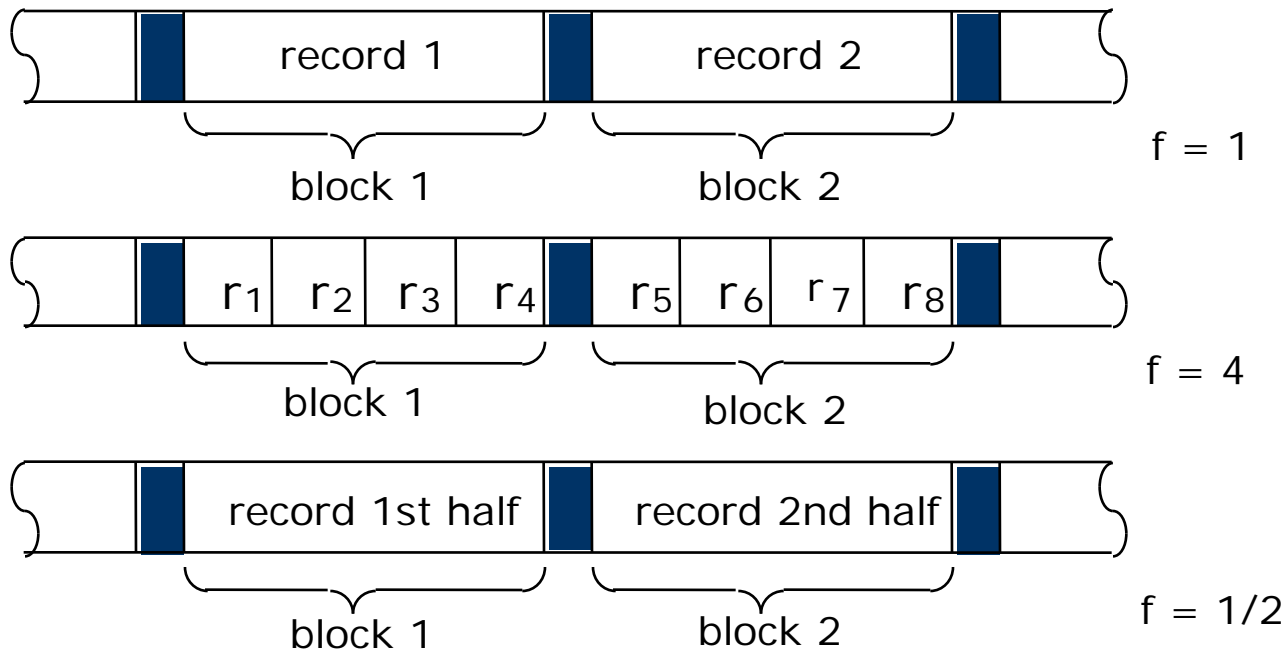 record 1 record 2
f = 1
block 1 block 2
r1 r2 r3 r4 r5 r6 r7 r8
f = 4
block 1 block 2
record 1st half record 2nd half
f = 1/2
block 1 block 2